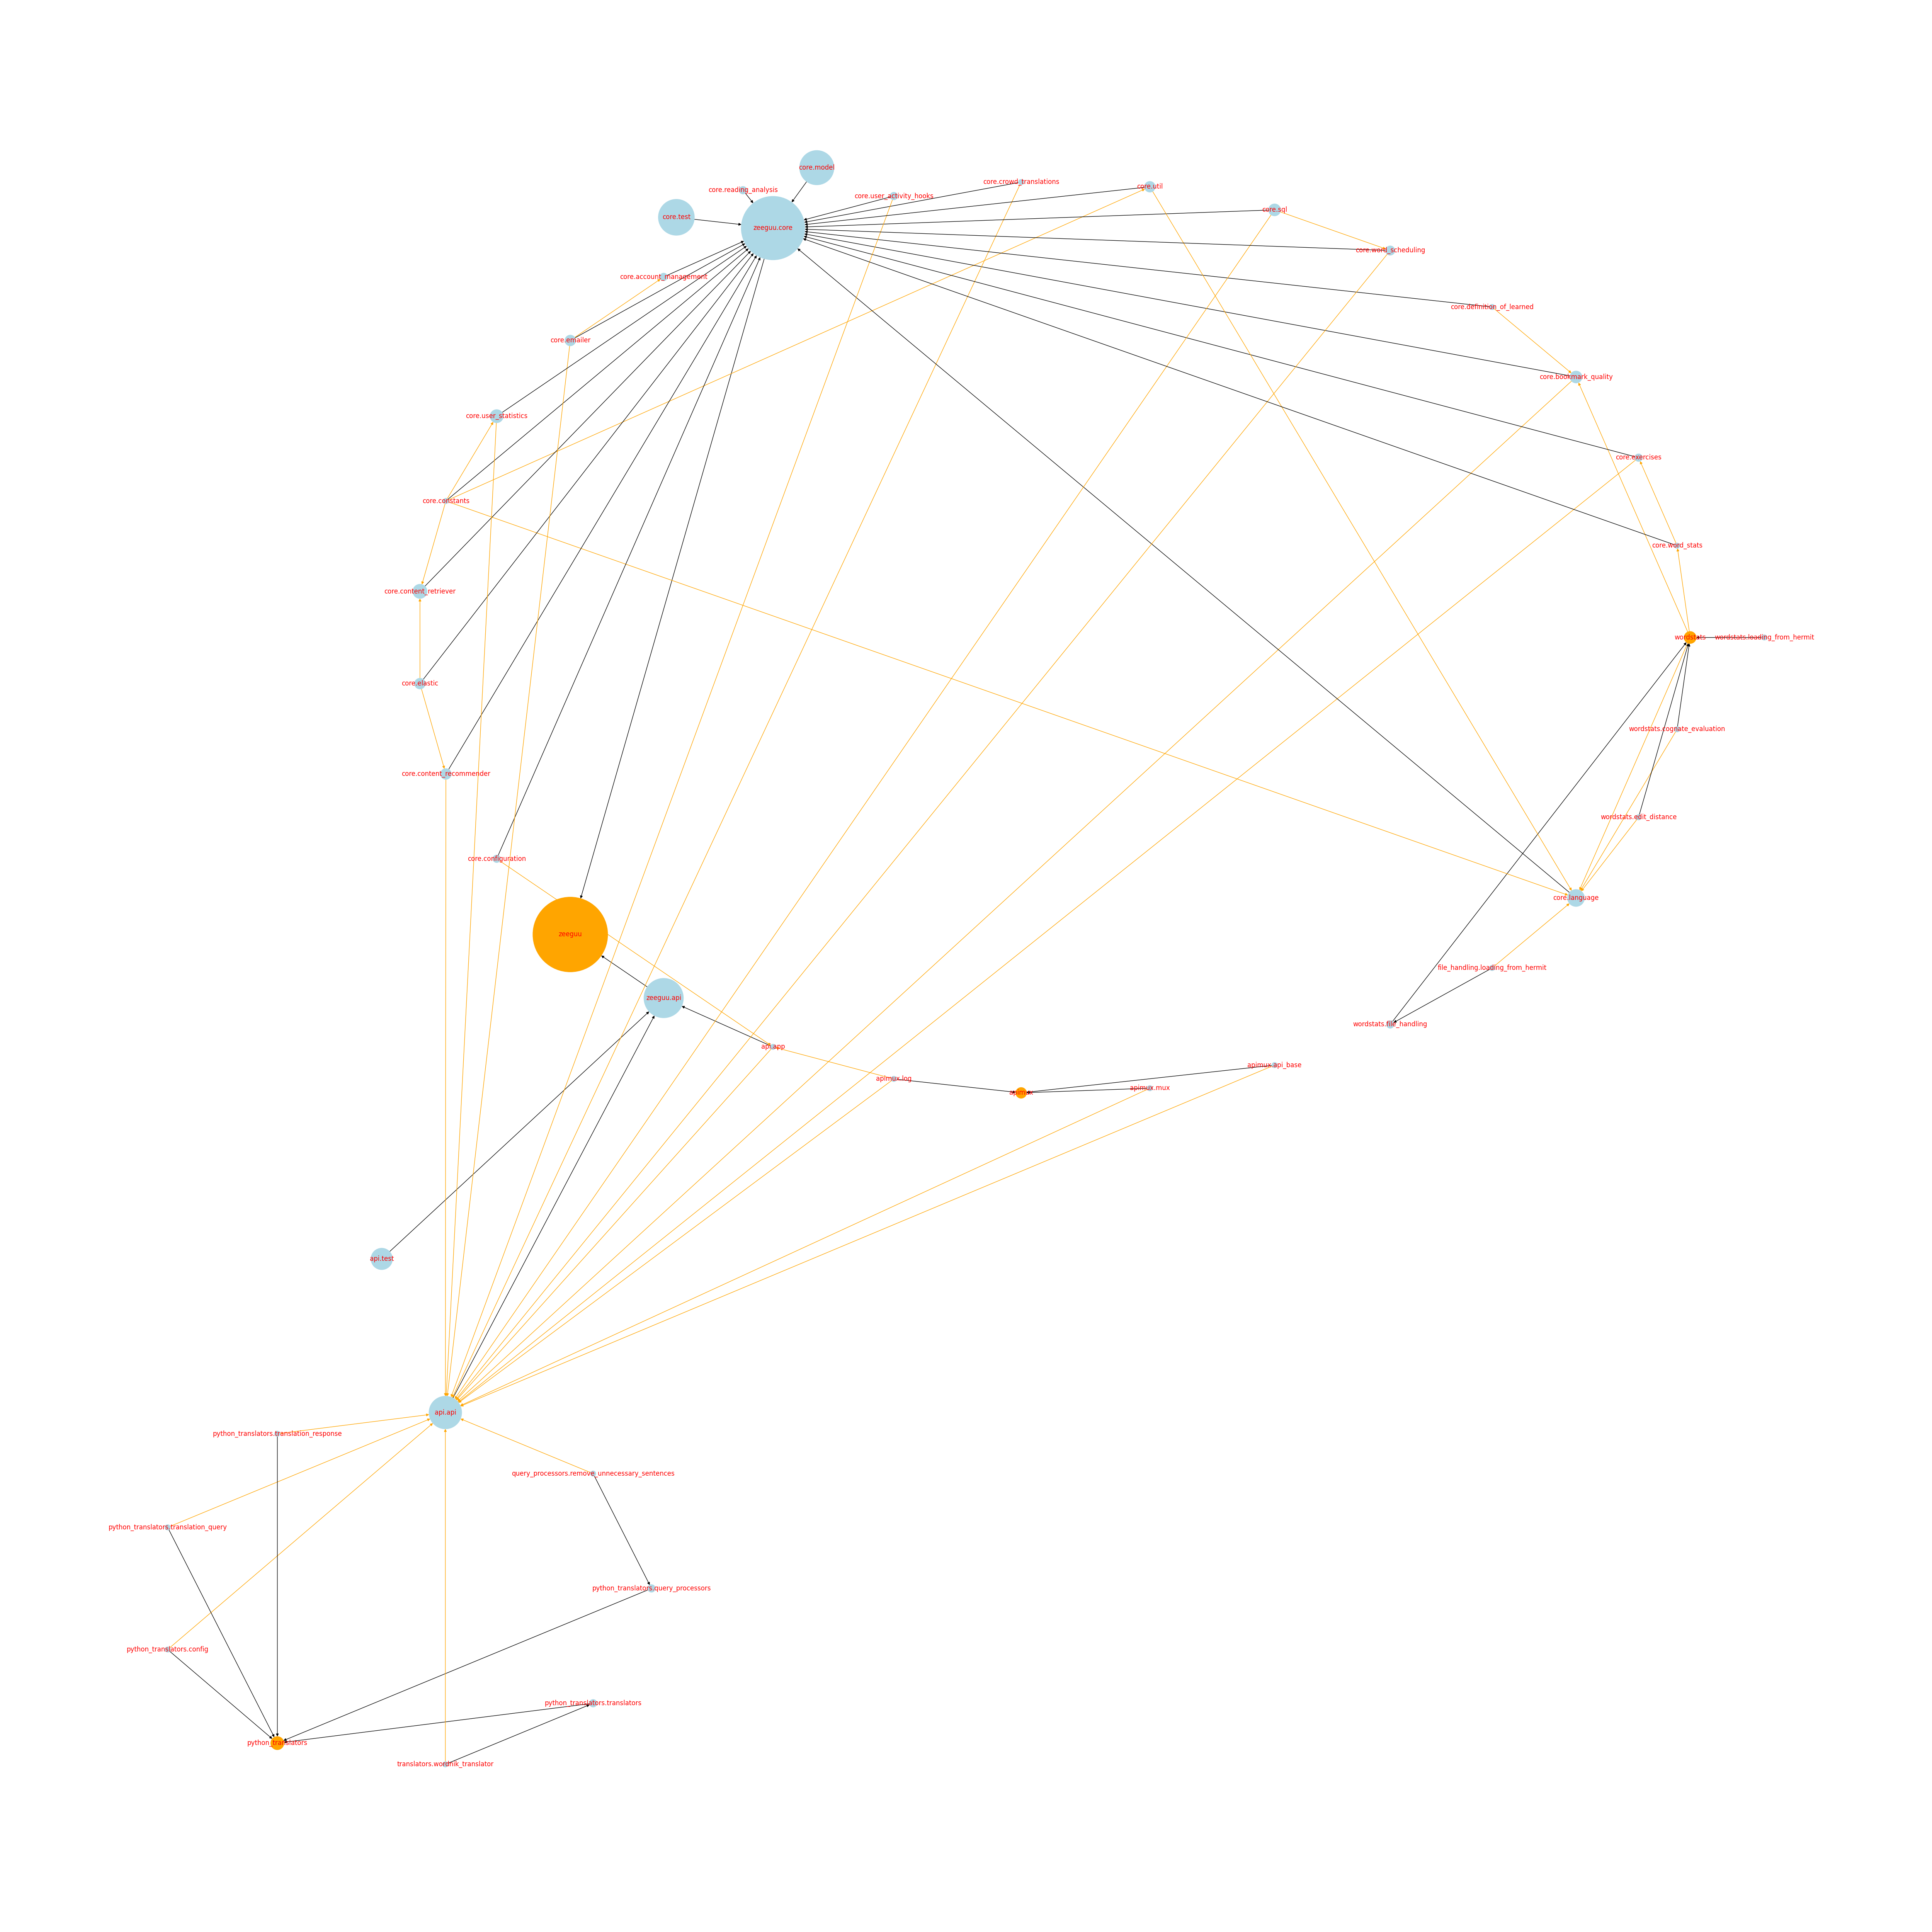 core.model
core.crowd_translations
core.util
core.reading_analysis
core.user_activity_hooks
core.sql
core.test
zeeguu.core
core.word_scheduling
core.account_management
core.definition_of_learned
core.emailer
core.bookmark_quality
core.user_statistics
core.exercises
core.constants
core.word_stats
core.content_retriever
wordstats
wordstats.loading_from_hermit
core.elastic
wordstats.cognate_evaluation
core.content_recommender
wordstats.edit_distance
core.configuration
core.language
zeeguu
file_handling.loading_from_hermit
zeeguu.api
wordstats.file_handling
api.app
apimux.api_base
apimux.log
apimux.mux
apimux
api.test
api.api
python_translators.translation_response
query_processors.remove_unnecessary_sentences
python_translators.translation_query
python_translators.query_processors
python_translators.config
python_translators.translators
python_translators
translators.wordnik_translator